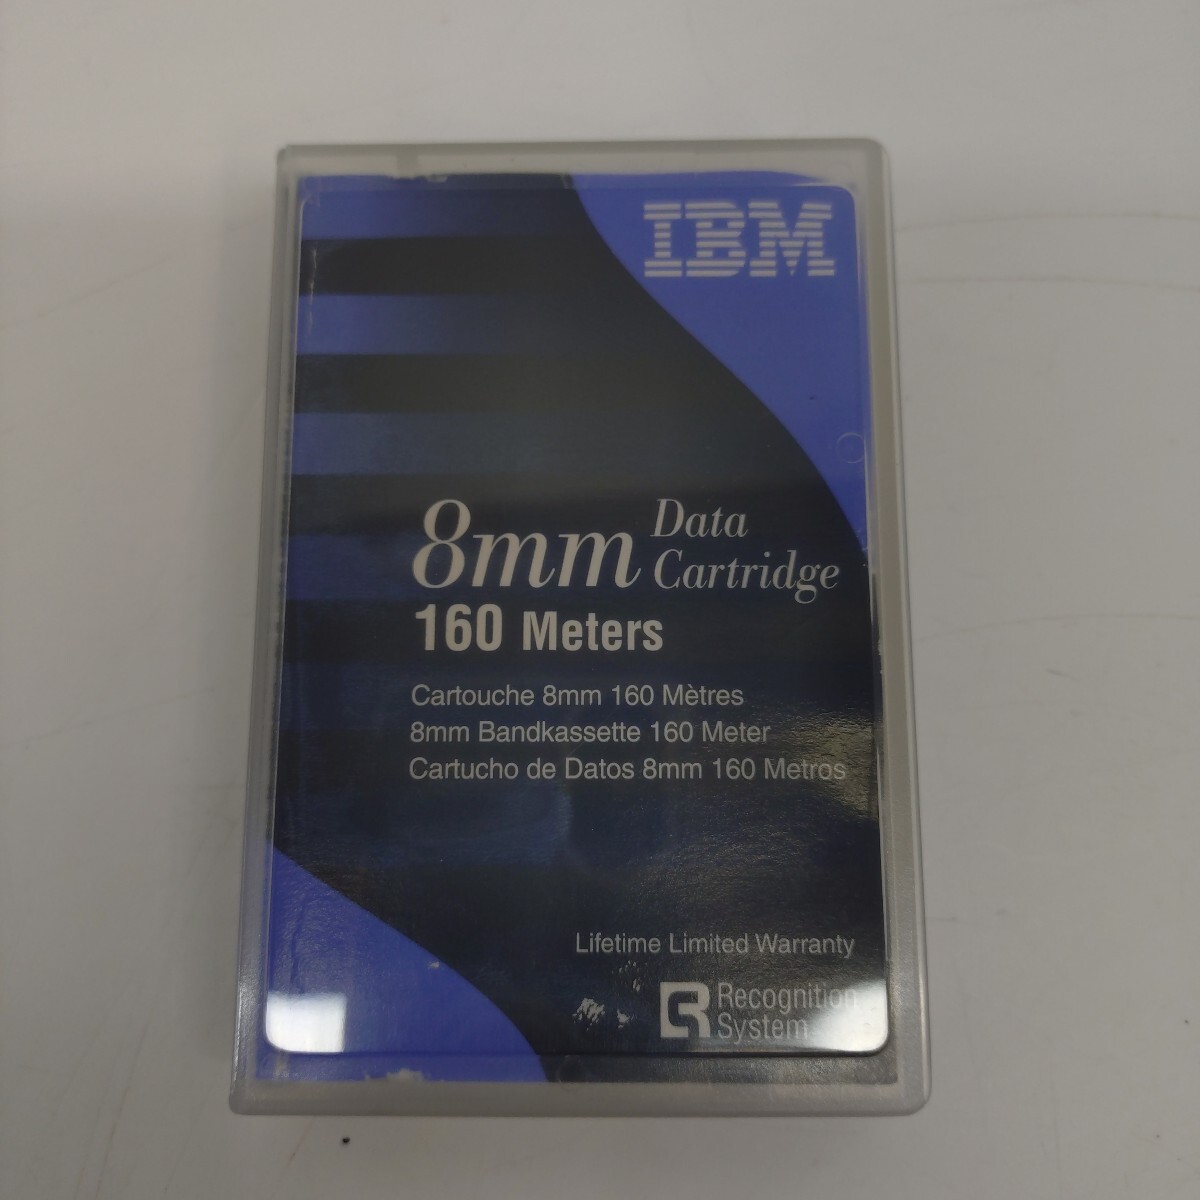 IBM
8mm Data Cartridge
160 Meters
Cartouche 8mm 160 Mètres
8mm Bandkassette 160 Meter
Cartucho de Datos 8mm 160 Metros
Lifetime Limited Warranty
Recognition
System